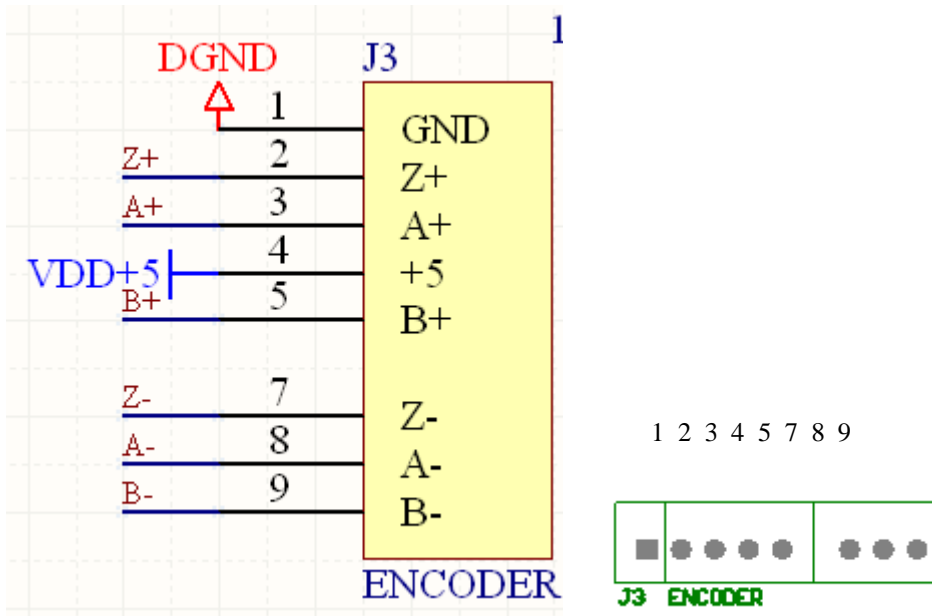 1
DGND J3
1 GND
Z+ 2 Z+
A+ 3 A+
VDD+5 4 +5
B+ 5 B+
Z- 7 Z-
A- 8 A-
B- 9 B-
ENCODER
1 2 3 4 5 7 8 9
J3 ENCODER